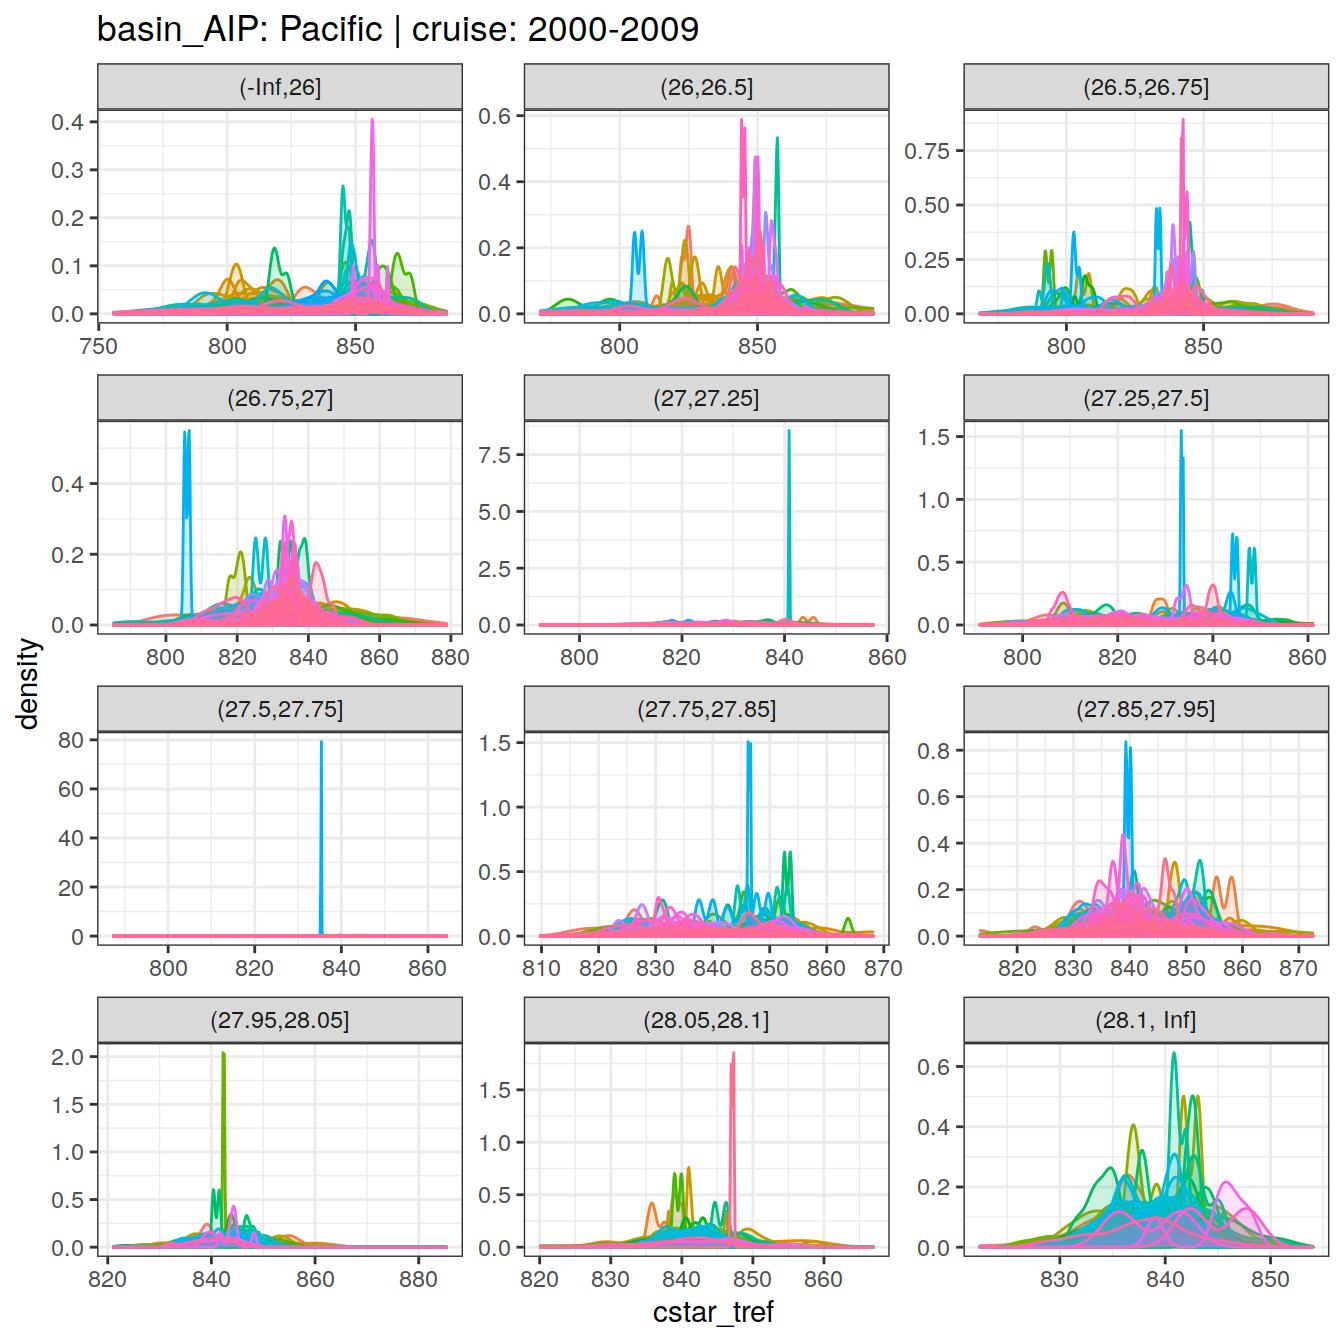 basin_AIP: Pacific | cruise: 2000-2009
(-Inf,26] (26,26.5] (26.5,26.75]
0.4 0.3 0.2 0.1 0.0
0.6 0.4 0.2 0.0
0.75 0.50 0.25 0.00
750 800 850 800 850 800 850
(26.75,27] (27,27.25] (27.25,27.5]
0.4 0.2 0.0
7.5 5.0 2.5 0.0
1.5 1.0 0.5 0.0
800 820 840 860 880 800 820 840 860 800 820 840 860
density
(27.5,27.75] (27.75,27.85] (27.85,27.95]
80 60 40 20 0
1.5 1.0 0.5 0.0
0.8 0.6 0.4 0.2 0.0
800 820 840 860 810 820 830 840 850 860 870 820 830 840 850 860 870
(27.95,28.05] (28.05,28.1] (28.1, Inf]
2.0 1.5 1.0 0.5 0.0
1.5 1.0 0.5 0.0
0.6 0.4 0.2 0.0
820 840 860 880 820 830 840 850 860 830 840 850
cstar_tref